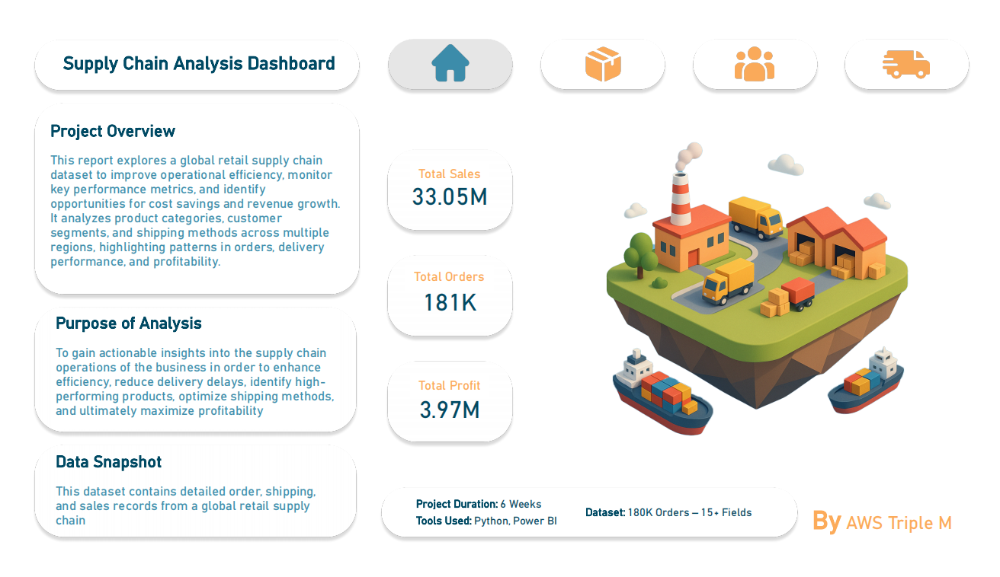 Supply Chain Analysis Dashboard
Project Overview
This report explores a global retail supply chain
dataset to improve operational efficiency, monitor
key performance metrics, and identify
opportunities for cost savings and revenue growth.
It analyzes product categories, customer
segments, and shipping methods across multiple
regions, highlighting patterns in orders, delivery
performance, and profitability.
Purpose of Analysis
To gain actionable insights into the supply chain
operations of the business in order to enhance
efficiency, reduce delivery delays, identify high-
performing products, optimize shipping methods,
and ultimately maximize profitability
Data Snapshot
This dataset contains detailed order, shipping,
and sales records from a global retail supply
chain
Total Sales
33.05M
Total Orders
181K
Total Profit
3.97M
Project Duration: 6 Weeks
Tools Used: Python, Power BI
Dataset: 180K Orders – 15+ Fields
By AWS Triple M